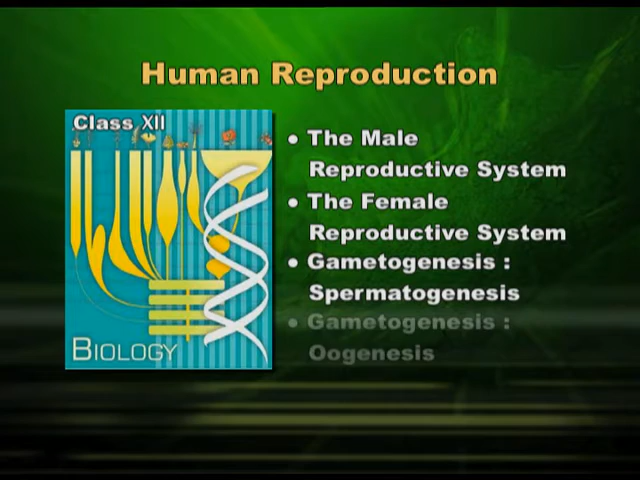 Human Reproduction
Class XII
BIOLOGY
● The Male
Reproductive System
● The Female
Reproductive System
● Gametogenesis :
Spermatogenesis
● Gametogenesis :
Oogenesis